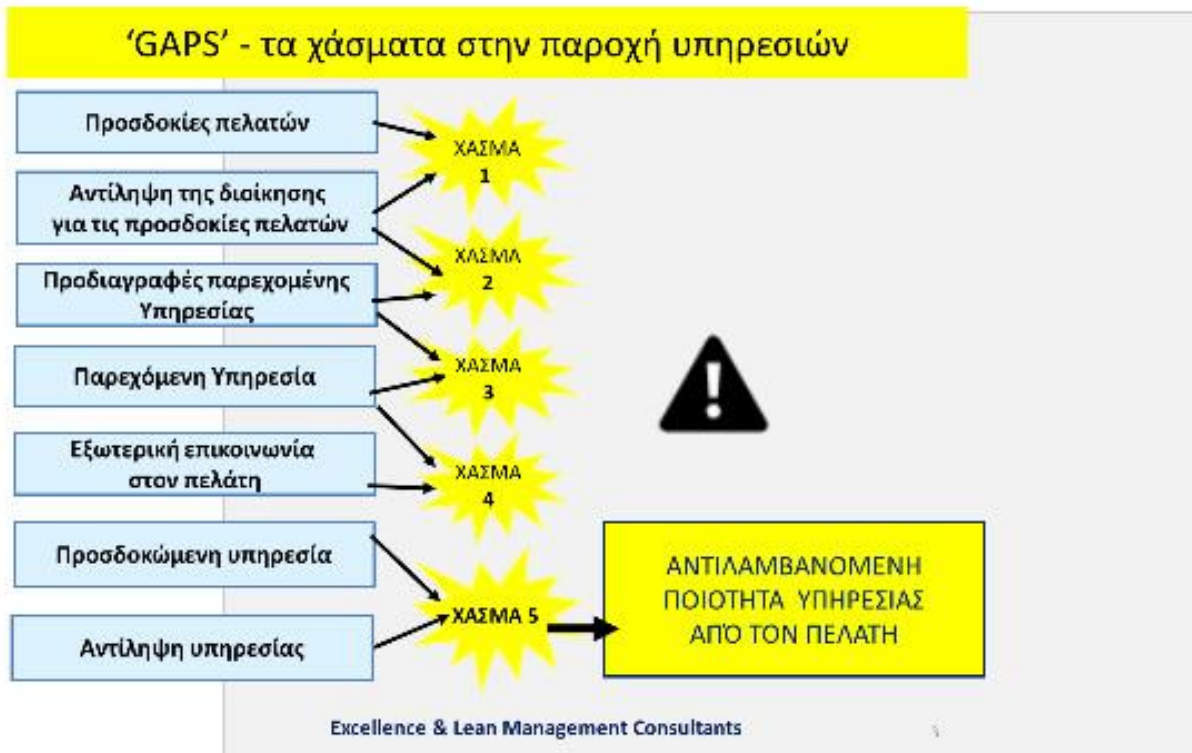 ‘GAPS’ - τα χάσματα στην παροχή υπηρεσιών
Προσδοκίες πελατών
ΧΑΣΜΑ
1
Αντίληψη της διοίκησης
για τις προσδοκίες πελατών
ΧΑΣΜΑ
2
Προδιαγραφές παρεχομένης
Υπηρεσίας
Παρεχόμενη Υπηρεσία
ΧΑΣΜΑ
3
Εξωτερική επικοινωνία
στον πελάτη
ΧΑΣΜΑ
4
Προσδοκώμενη υπηρεσία
Αντίληψη υπηρεσίας
ΧΑΣΜΑ 5
ΑΝΤΙΛΑΜΒΑΝΟΜΕΝΗ
ΠΟΙΟΤΗΤΑ ΥΠΗΡΕΣΙΑΣ
ΑΠΌ ΤΟΝ ΠΕΛΑΤΗ
Excellence & Lean Management Consultants